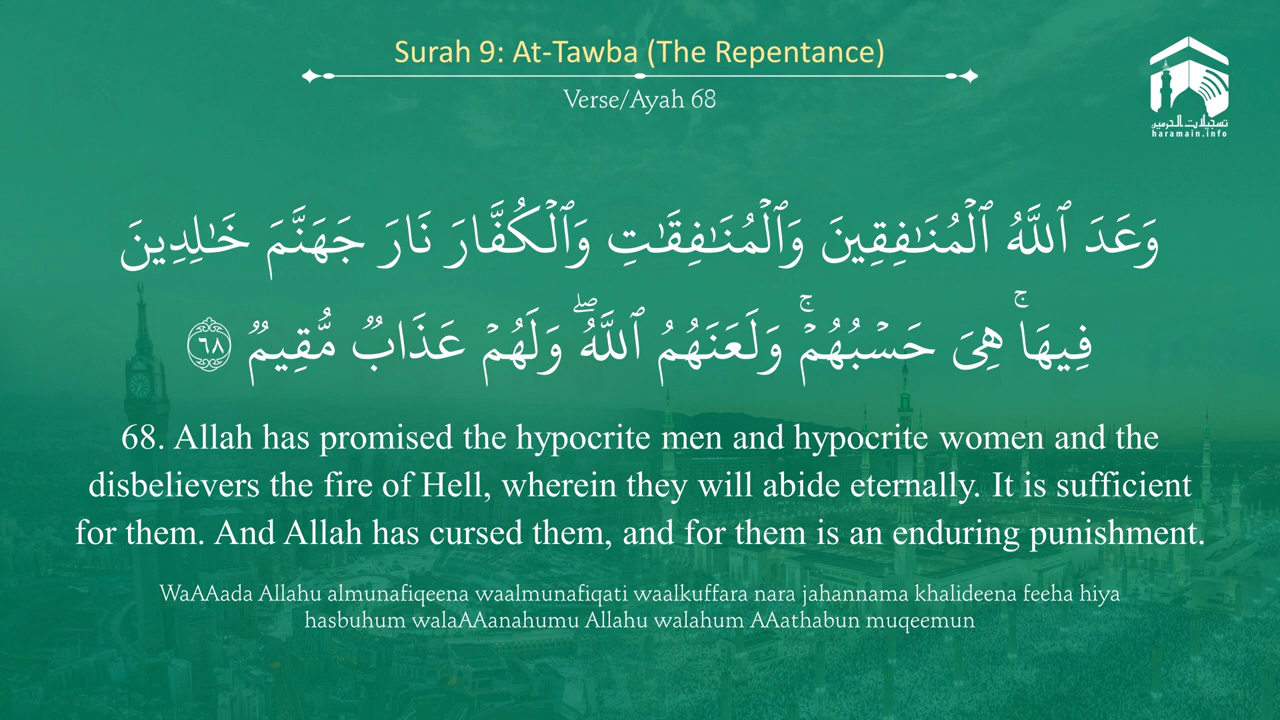 Surah 9: At-Tawba (The Repentance)
Verse/Ayah 68
تسجيلات الحرمين
haramain.info
وَعَدَ ٱللَّهُ ٱلْمُنَـٰفِقِينَ وَٱلْمُنَـٰفِقَـٰتِ وَٱلْكُفَّارَ نَارَ جَهَنَّمَ خَـٰلِدِينَ
فِيهَا ۚ هِىَ حَسْبُهُمْ ۚ وَلَعَنَهُمُ ٱللَّهُ ۖ وَلَهُمْ عَذَابٌ مُّقِيمٌ ٦٨
68. Allah has promised the hypocrite men and hypocrite women and the
disbelievers the fire of Hell, wherein they will abide eternally. It is sufficient
for them. And Allah has cursed them, and for them is an enduring punishment.
WaAAada Allahu almunafiqeena waalmunafiqati waalkuffara nara jahannama khalideena feeha hiya
hasbuhum walaAAanahumu Allahu walahum AAathabun muqeemun